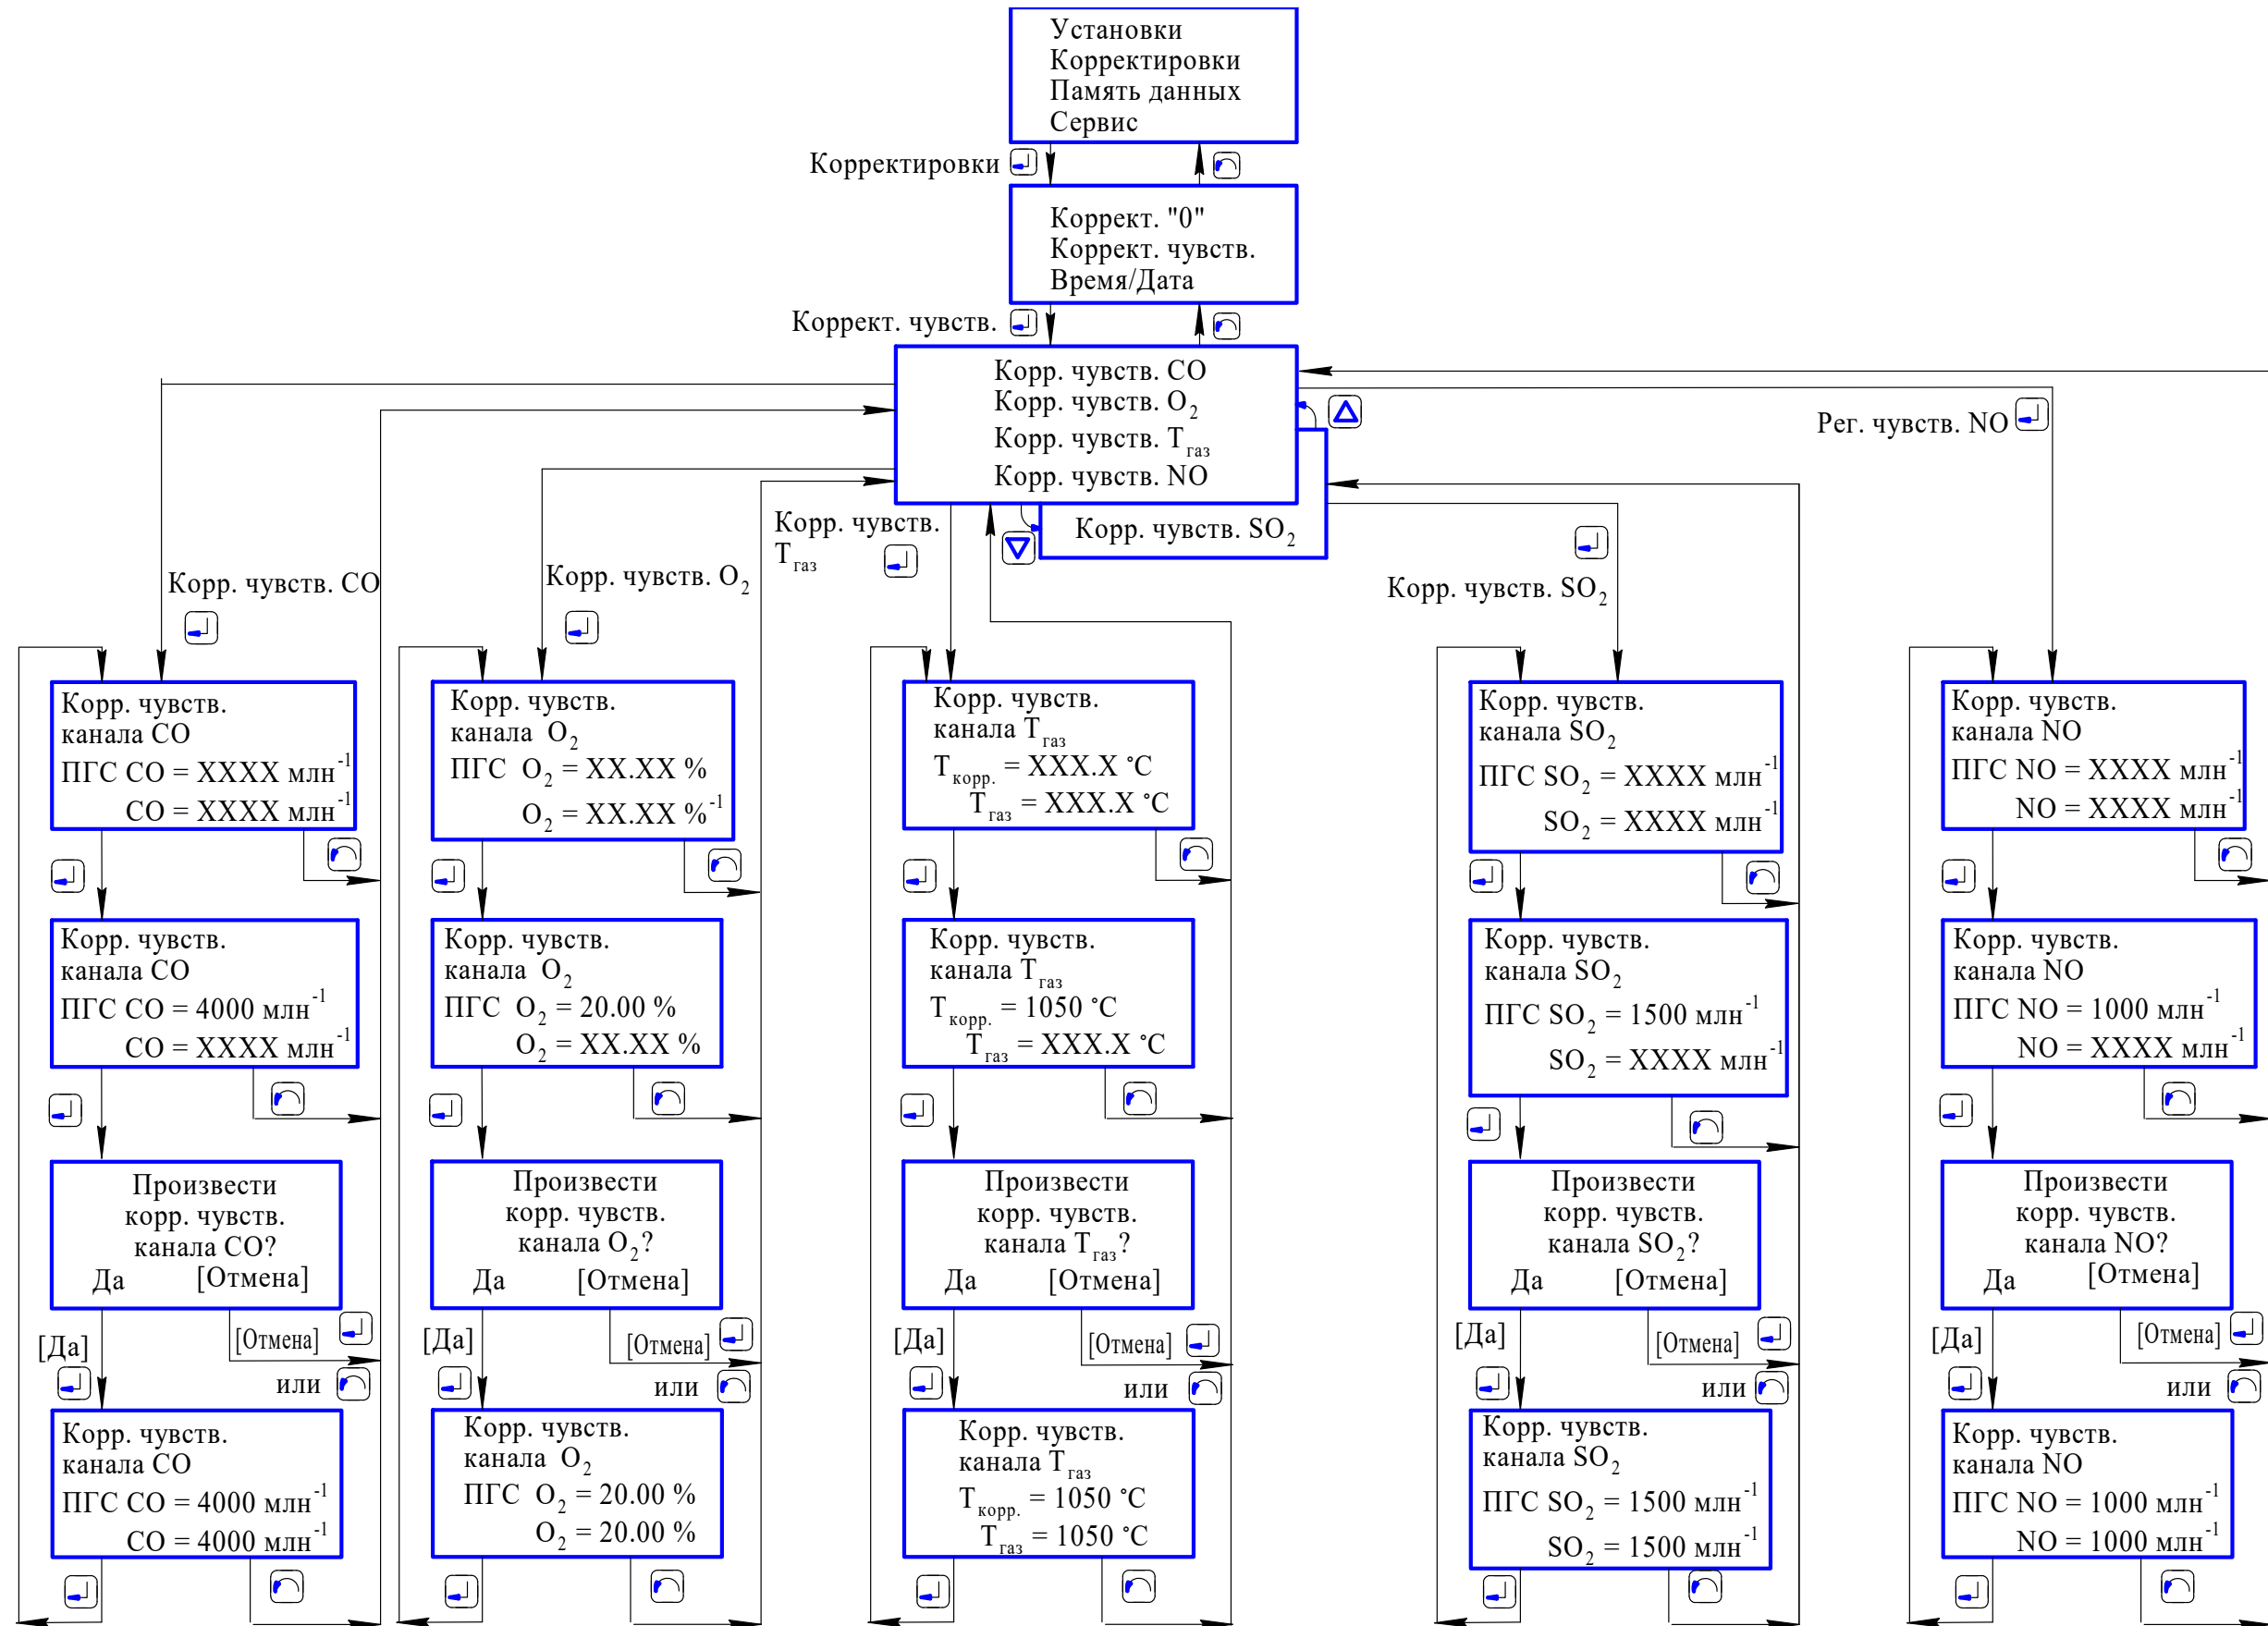 Установки
Корректировки
Память данных
Сервис
Корректировки
Коррект. "0"
Коррект. чувств.
Время/Дата
Коррект. чувств.
Корр. чувств. CO
Корр. чувств. O₂
Корр. чувств. Tгаз
Корр. чувств. NO
Корр. чувств. SO₂
Корр. чувств. CO
Корр. чувств. O₂
Корр. чувств.
Tгаз
Корр. чувств. SO₂
Рег. чувств. NO
Корр. чувств.
канала CO
ПГС CO = XXXX млн⁻¹
CO = XXXX млн⁻¹
Корр. чувств.
канала CO
ПГС CO = 4000 млн⁻¹
CO = XXXX млн⁻¹
Произвести
корр. чувств.
канала CO?
Да [Отмена]
[Да]
[Отмена]
или
Корр. чувств.
канала CO
ПГС CO = 4000 млн⁻¹
CO = 4000 млн⁻¹
Корр. чувств.
канала O₂
ПГС O₂ = XX.XX %
O₂ = XX.XX %⁻¹
Корр. чувств.
канала O₂
ПГС O₂ = 20.00 %
O₂ = XX.XX %
Произвести
корр. чувств.
канала O₂?
Да [Отмена]
[Да]
[Отмена]
или
Корр. чувств.
канала O₂
ПГС O₂ = 20.00 %
O₂ = 20.00 %
Корр. чувств.
канала Tгаз
Tкорр. = XXX.X °C
Tгаз = XXX.X °C
Корр. чувств.
канала Tгаз
Tкорр. = 1050 °C
Tгаз = XXX.X °C
Произвести
корр. чувств.
канала Tгаз?
Да [Отмена]
[Да]
[Отмена]
или
Корр. чувств.
канала Tгаз
Tкорр. = 1050 °C
Tгаз = 1050 °C
Корр. чувств.
канала SO₂
ПГС SO₂ = XXXX млн⁻¹
SO₂ = XXXX млн⁻¹
Корр. чувств.
канала SO₂
ПГС SO₂ = 1500 млн⁻¹
SO₂ = XXXX млн⁻¹
Произвести
корр. чувств.
канала SO₂?
Да [Отмена]
[Да]
[Отмена]
или
Корр. чувств.
канала SO₂
ПГС SO₂ = 1500 млн⁻¹
SO₂ = 1500 млн⁻¹
Корр. чувств.
канала NO
ПГС NO = XXXX млн⁻¹
NO = XXXX млн⁻¹
Корр. чувств.
канала NO
ПГС NO = 1000 млн⁻¹
NO = XXXX млн⁻¹
Произвести
корр. чувств.
канала NO?
Да [Отмена]
[Да]
[Отмена]
или
Корр. чувств.
канала NO
ПГС NO = 1000 млн⁻¹
NO = 1000 млн⁻¹